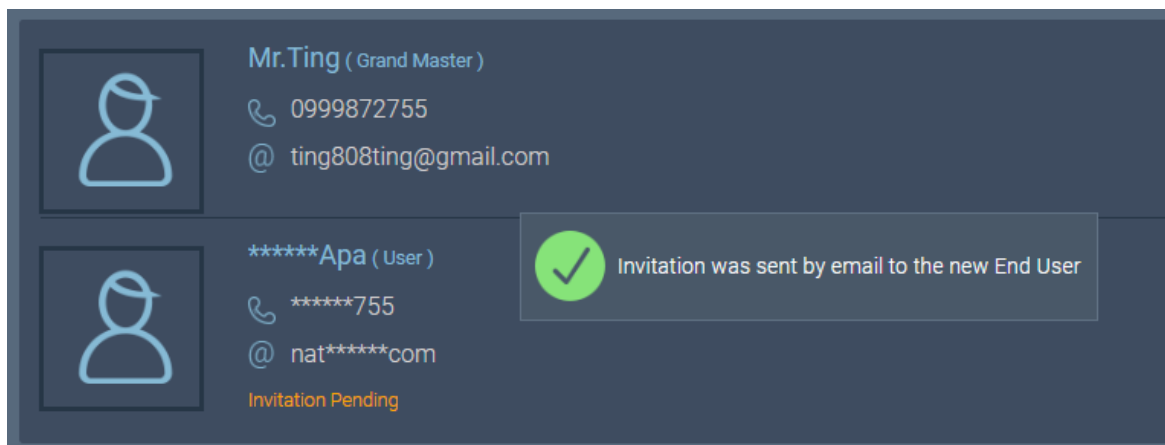 Mr.Ting ( Grand Master )
0999872755
@ ting808ting@gmail.com
******Apa ( User )
Invitation was sent by email to the new End User
******755
@ nat******com
Invitation Pending